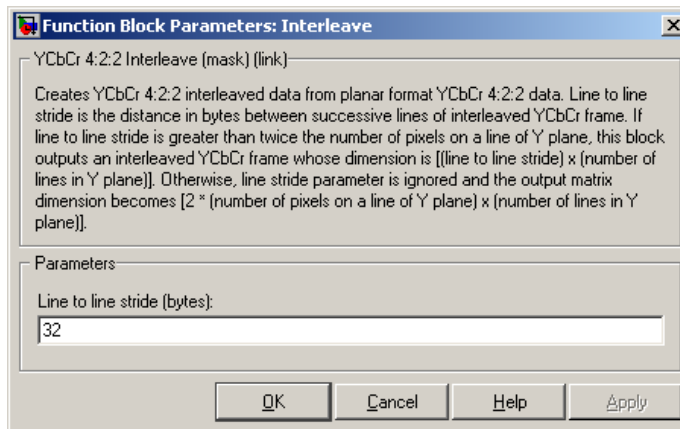 Function Block Parameters: Interleave
YCbCr 4:2:2 Interleave (mask) (link)
Creates YCbCr 4:2:2 interleaved data from planar format YCbCr 4:2:2 data. Line to line
stride is the distance in bytes between successive lines of interleaved YCbCr frame. If
line to line stride is greater than twice the number of pixels on a line of Y plane, this block
outputs an interleaved YCbCr frame whose dimension is [(line to line stride) x (number of
lines in Y plane)]. Otherwise, line stride parameter is ignored and the output matrix
dimension becomes [2 * (number of pixels on a line of Y plane) x (number of lines in Y
plane)].
Parameters
Line to line stride (bytes):
32
OK Cancel Help Apply